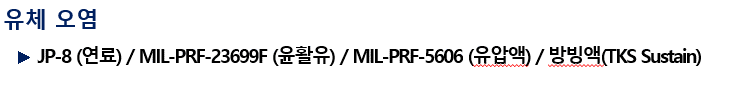 유체 오염
▶ JP-8 (연료) / MIL-PRF-23699F (윤활유) / MIL-PRF-5606 (유압액) / 방빙액(TKS Sustain)